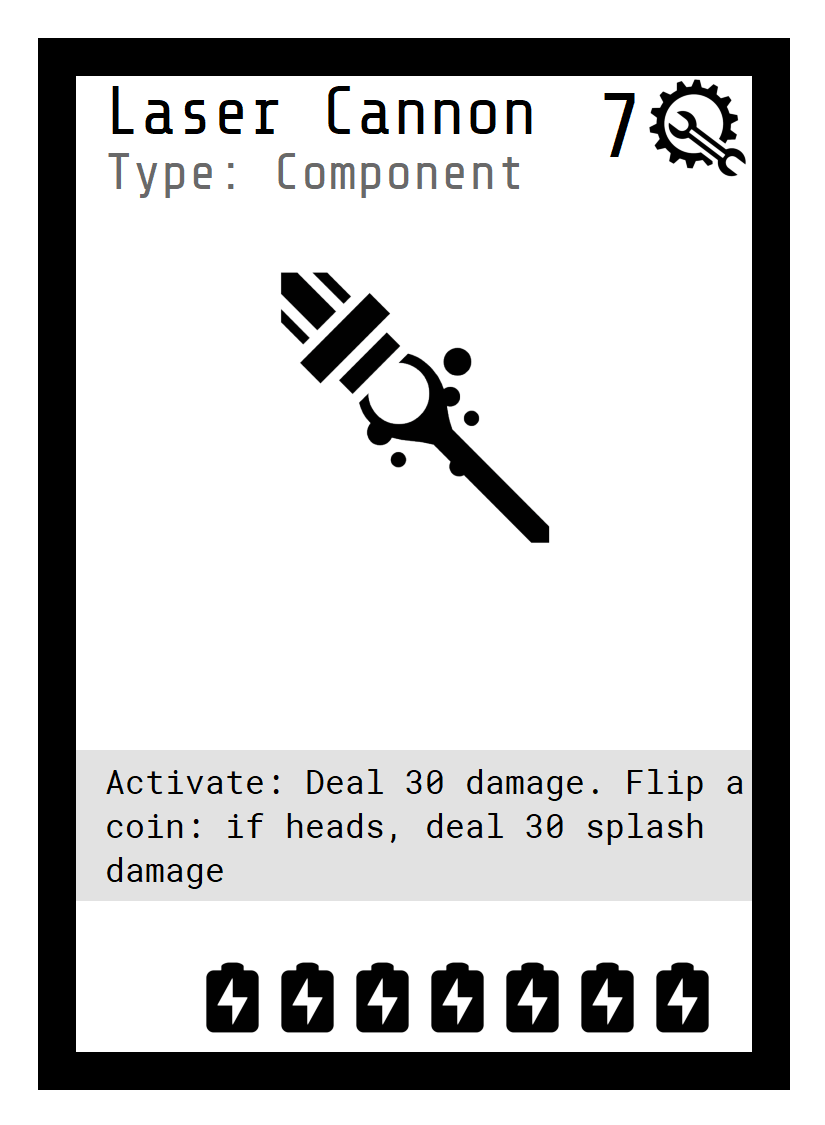 Laser Cannon
7
Type: Component
Activate: Deal 30 damage. Flip a
coin: if heads, deal 30 splash
damage